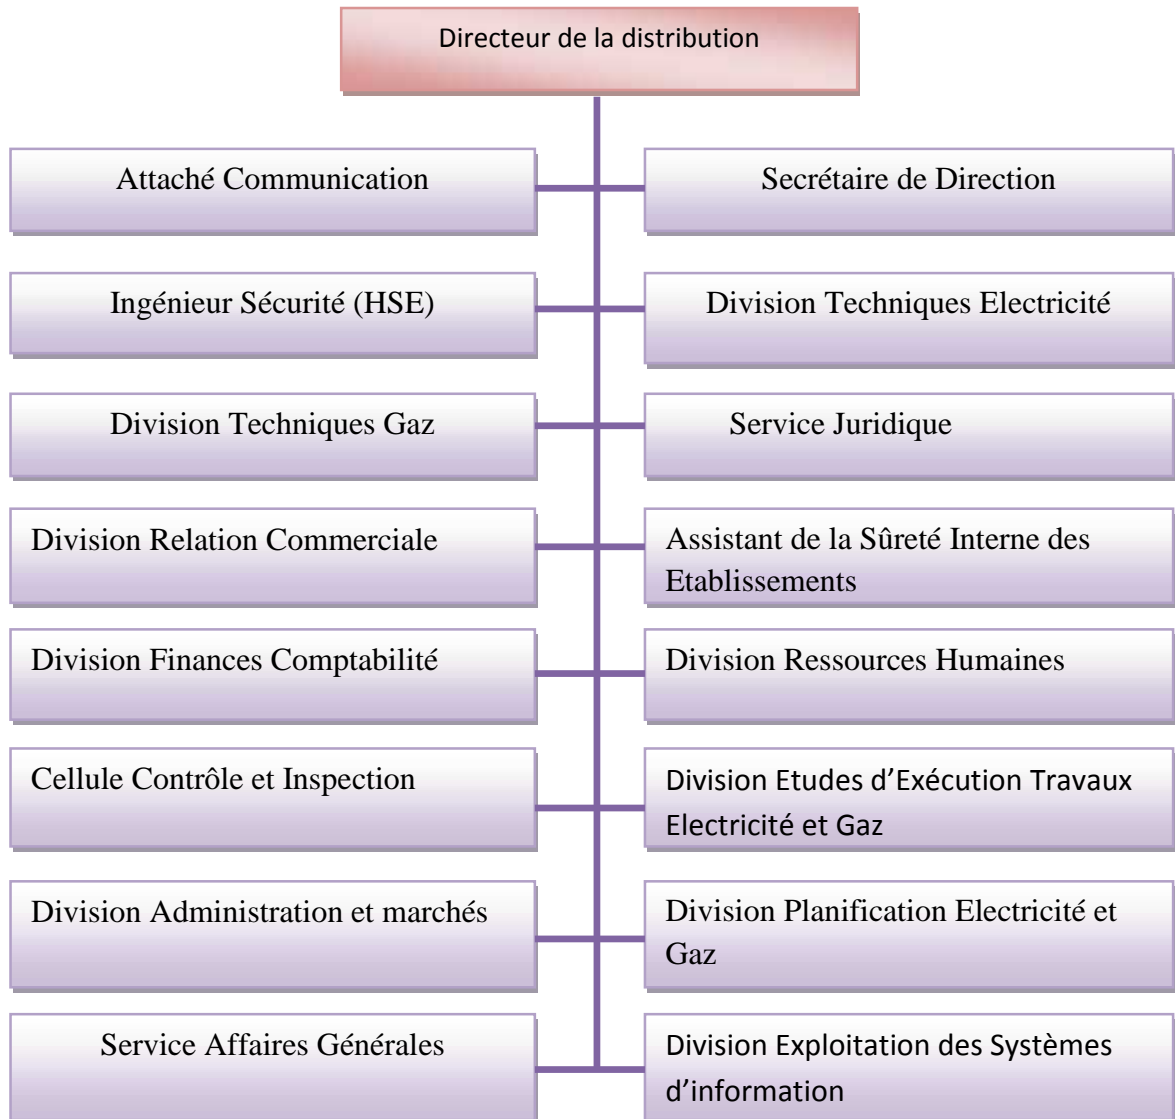 Directeur de la distribution
Attaché Communication
Secrétaire de Direction
Ingénieur Sécurité (HSE)
Division Techniques Electricité
Division Techniques Gaz
Service Juridique
Division Relation Commerciale
Assistant de la Sûreté Interne des
Etablissements
Division Finances Comptabilité
Division Ressources Humaines
Cellule Contrôle et Inspection
Division Etudes d’Exécution Travaux
Electricité et Gaz
Division Administration et marchés
Division Planification Electricité et
Gaz
Service Affaires Générales
Division Exploitation des Systèmes
d’information